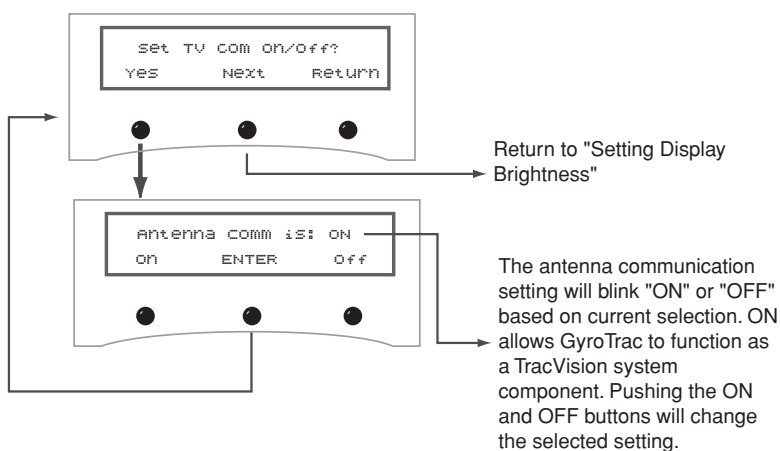 Set TV com on/off?
Yes Next Return
Return to "Setting Display
Brightness"
Antenna comm is: ON
On ENTER Off
The antenna communication
setting will blink "ON" or "OFF"
based on current selection. ON
allows GyroTrac to function as
a TracVision system
component. Pushing the ON
and OFF buttons will change
the selected setting.